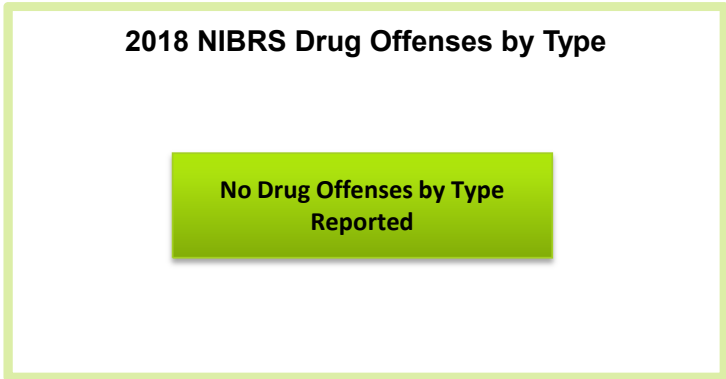 2018 NIBRS Drug Offenses by Type
No Drug Offenses by Type
Reported